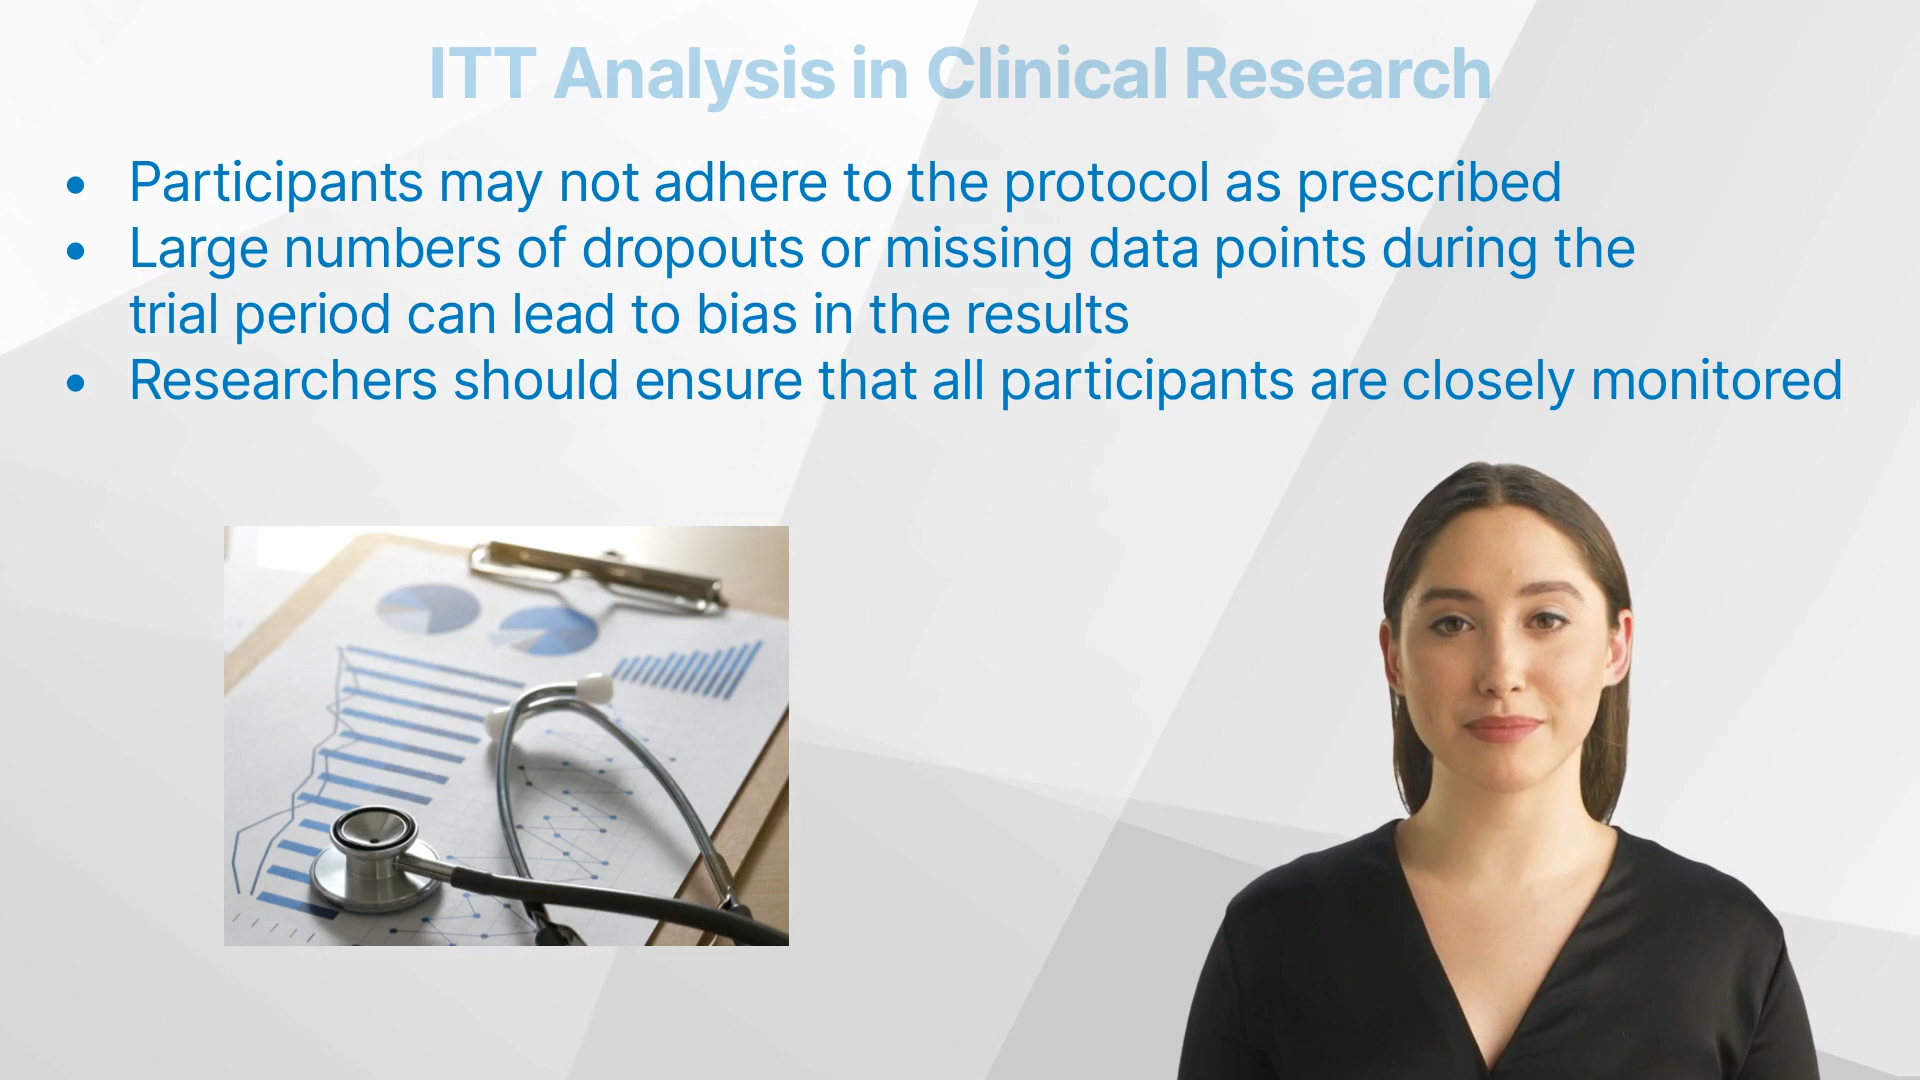 ITT Analysis in Clinical Research
• Participants may not adhere to the protocol as prescribed
• Large numbers of dropouts or missing data points during the
trial period can lead to bias in the results
• Researchers should ensure that all participants are closely monitored